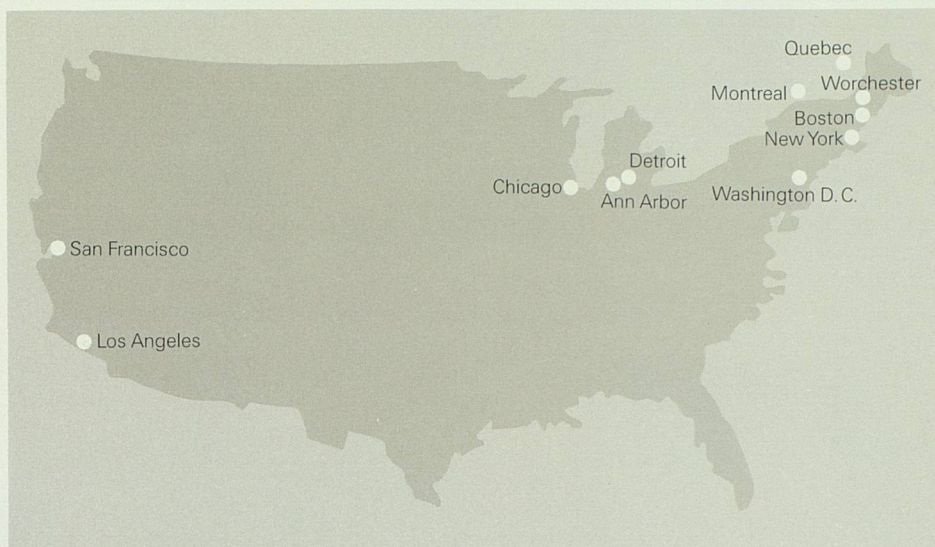 Quebec
Worchester
Montreal
Boston
New York
Detroit
Chicago
Ann Arbor
Washington D. C.
San Francisco
Los Angeles